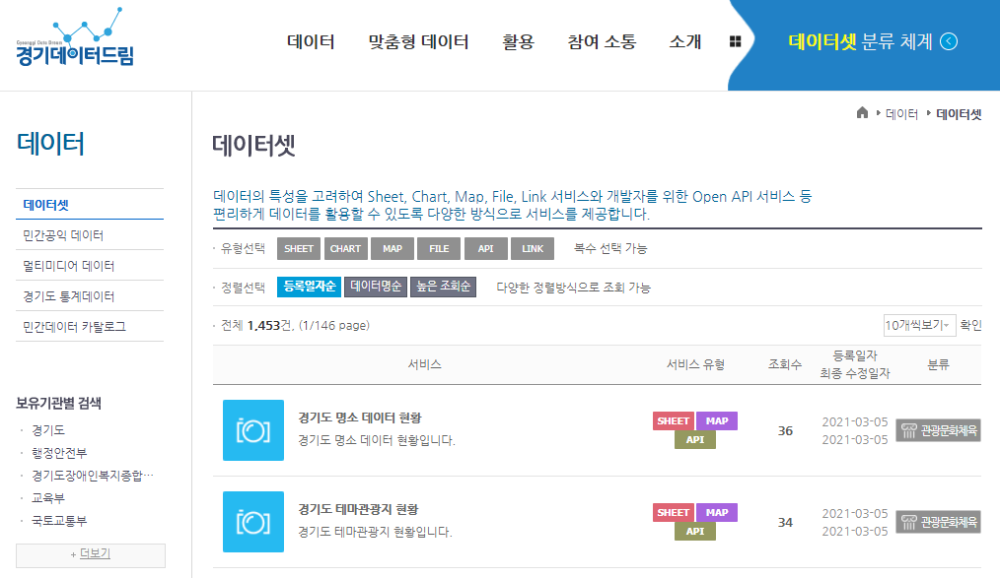 Gyeonggi Data Dream
경기데이터드림
데이터
맞춤형 데이터
활용
참여 소통
소개
데이터셋 분류 체계
데이터 데이터셋
데이터
데이터셋
민간공익 데이터
멀티미디어 데이터
경기도 통계데이터
민간데이터 카탈로그
보유기관별 검색
· 경기도
· 행정안전부
· 경기도장애인복지종합…
· 교육부
· 국토교통부
+ 더보기
데이터셋
데이터의 특성을 고려하여 Sheet, Chart, Map, File, Link 서비스와 개발자를 위한 Open API 서비스 등
편리하게 데이터를 활용할 수 있도록 다양한 방식으로 서비스를 제공합니다.
· 유형선택 SHEET CHART MAP FILE API LINK 복수 선택 가능
· 정렬선택 등록일자순 데이터명순 높은 조회순 다양한 정렬방식으로 조회 가능
· 전체 1,453건, (1/146 page)
10개씩보기 확인
서비스
서비스 유형
조회수
등록일자
최종 수정일자
분류
경기도 명소 데이터 현황
경기도 명소 데이터 현황입니다.
SHEET MAP
API
36
2021-03-05
2021-03-05
관광문화체육
경기도 테마관광지 현황
경기도 테마관광지 현황입니다.
SHEET MAP
API
34
2021-03-05
2021-03-05
관광문화체육